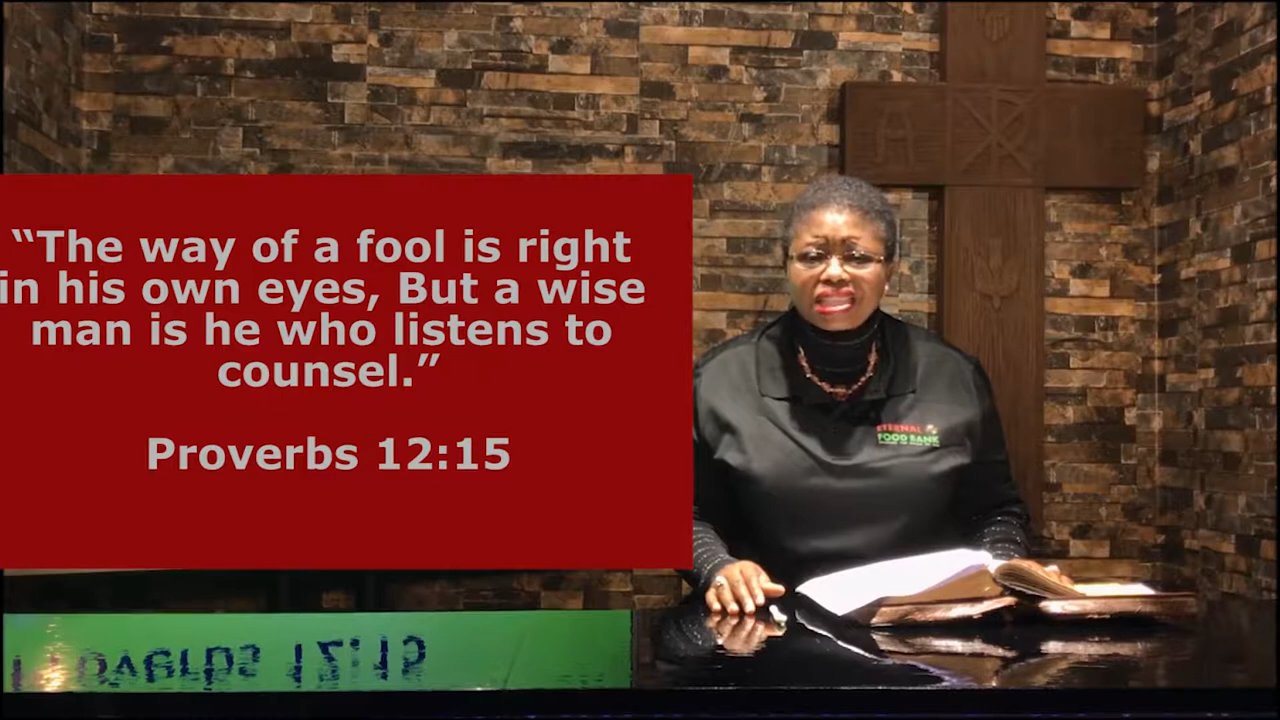 “The way of a fool is right
in his own eyes, But a wise
man is he who listens to
counsel.”
Proverbs 12:15
ETERNAL
FOOD BANK